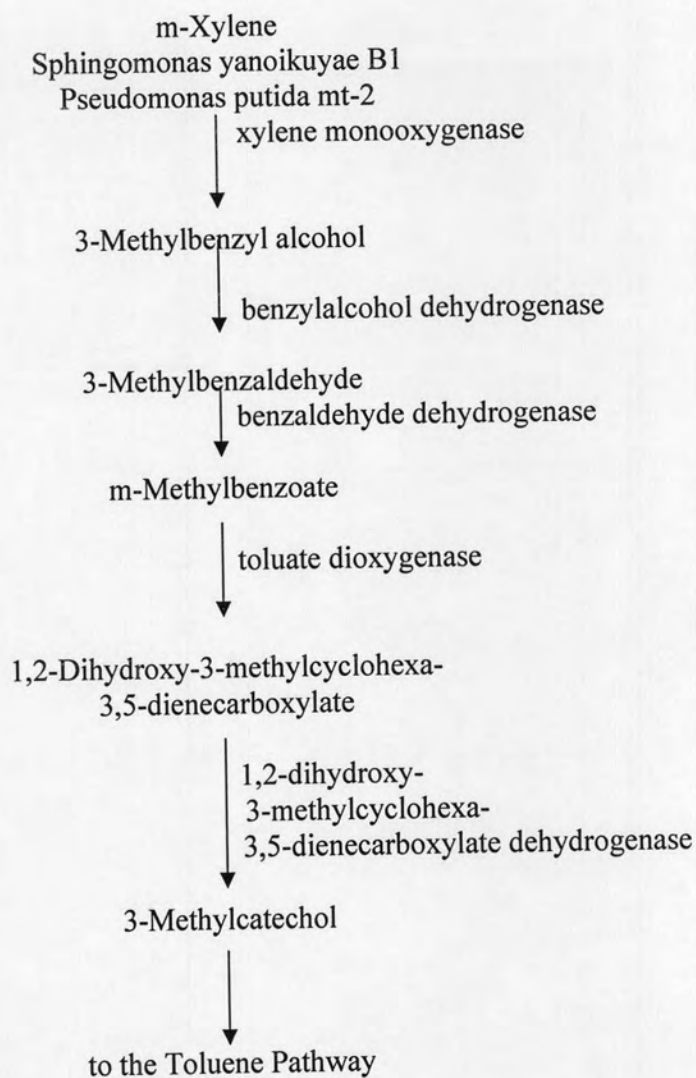 m-Xylene
Sphingomonas yanoikuyae B1
Pseudomonas putida mt-2
xylene monooxygenase
3-Methylbenzyl alcohol
benzylalcohol dehydrogenase
3-Methylbenzaldehyde
benzaldehyde dehydrogenase
m-Methylbenzoate
toluate dioxygenase
1,2-Dihydroxy-3-methylcyclohexa-
3,5-dienecarboxylate
1,2-dihydroxy-
3-methylcyclohexa-
3,5-dienecarboxylate dehydrogenase
3-Methylcatechol
to the Toluene Pathway